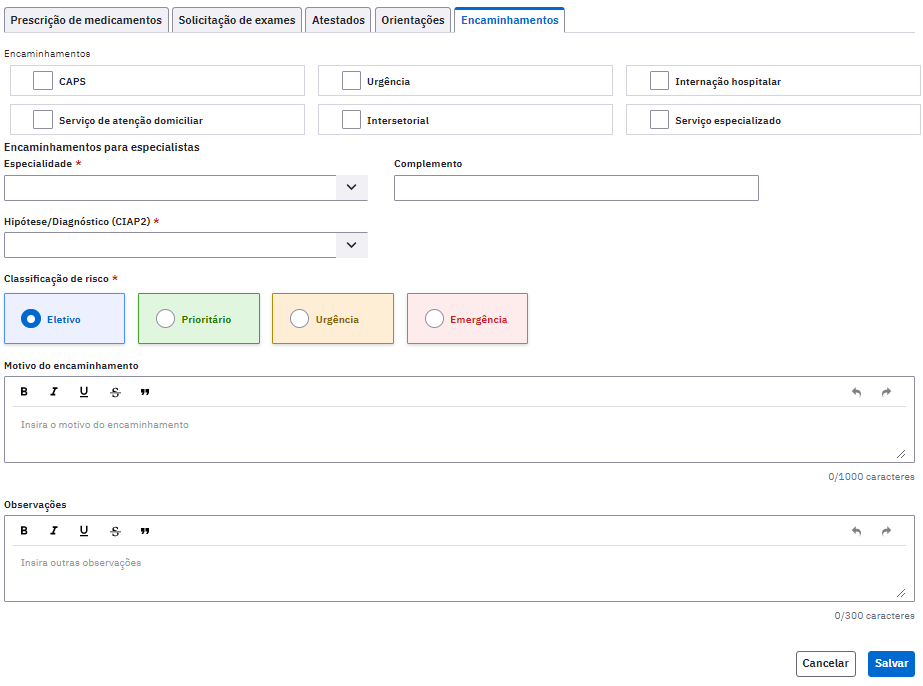 Prescrição de medicamentos Solicitação de exames Atestados Orientações Encaminhamentos
Encaminhamentos
CAPS Urgência Internação hospitalar
Serviço de atenção domiciliar Intersetorial Serviço especializado
Encaminhamentos para especialistas
Especialidade * Complemento
Hipótese/Diagnóstico (CIAP2) *
Classificação de risco *
Eletivo Prioritário Urgência Emergência
Motivo do encaminhamento
B I U S ❞
Insira o motivo do encaminhamento
0/1000 caracteres
Observações
B I U S ❞
Insira outras observações
0/300 caracteres
Cancelar Salvar